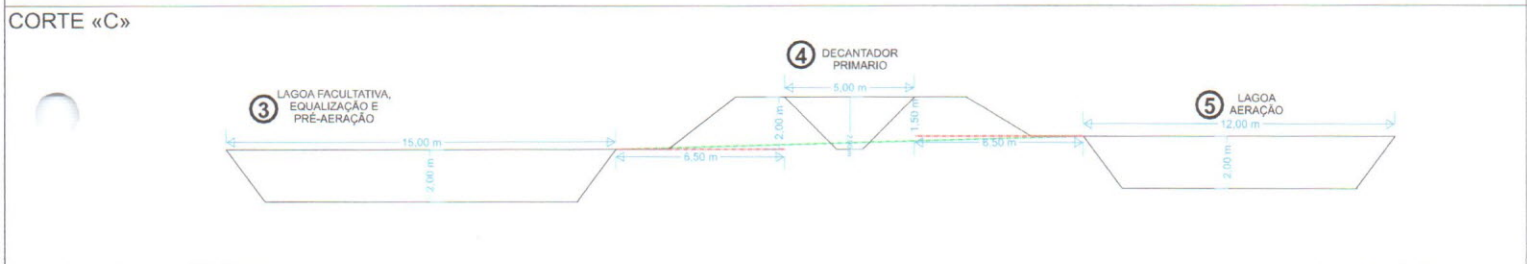 CORTE «C»
3
LAGOA FACULTATIVA,
EQUALIZAÇÃO E
PRÉ-AERAÇÃO
15,00 m
2,00 m
6,50 m
4
DECANTADOR
PRIMARIO
5,00 m
2,00 m
1,50 m
6,50 m
5
LAGOA
AERAÇÃO
12,00 m
2,00 m